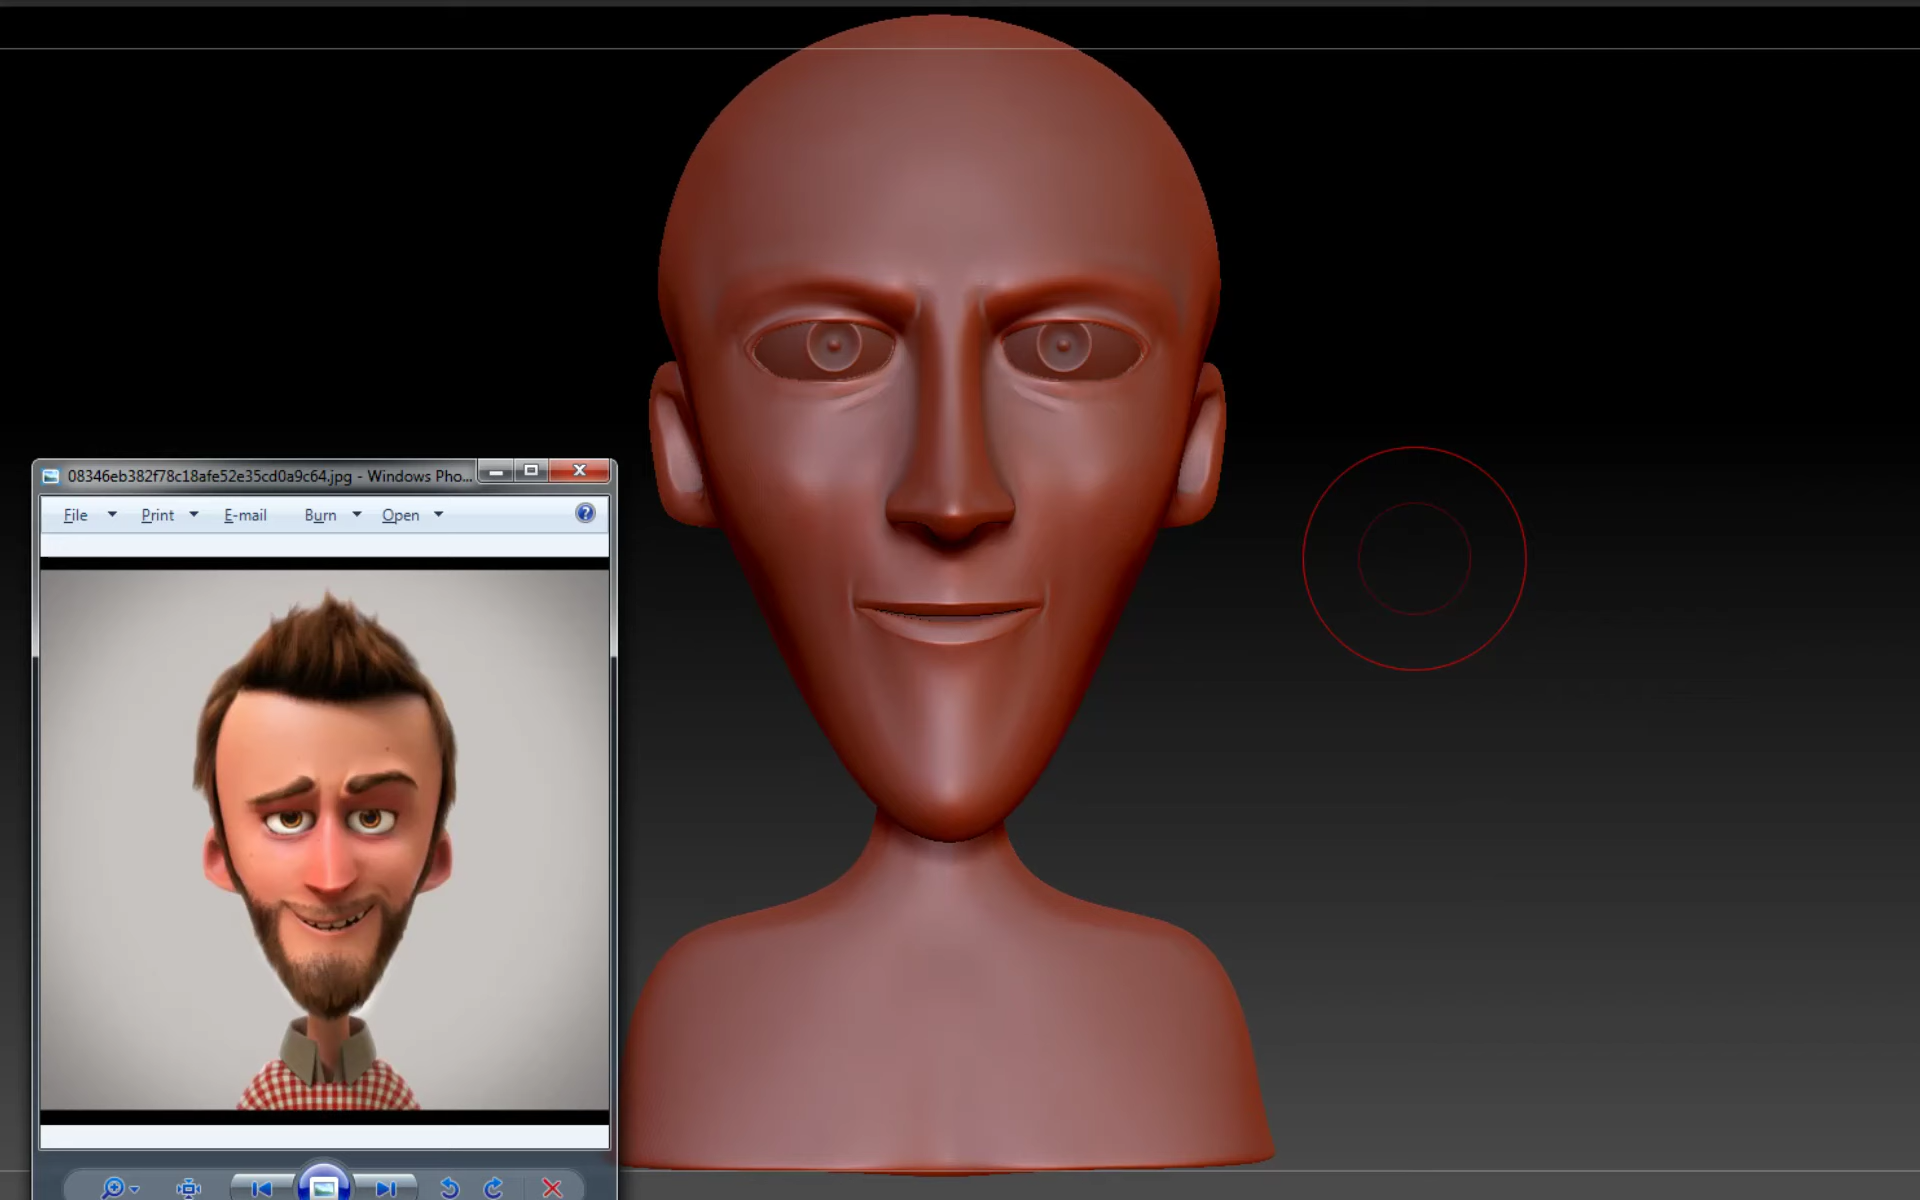 08346eb382f78c18afe52e35cd0a9c64.jpg - Windows Pho...
File Print E-mail Burn Open